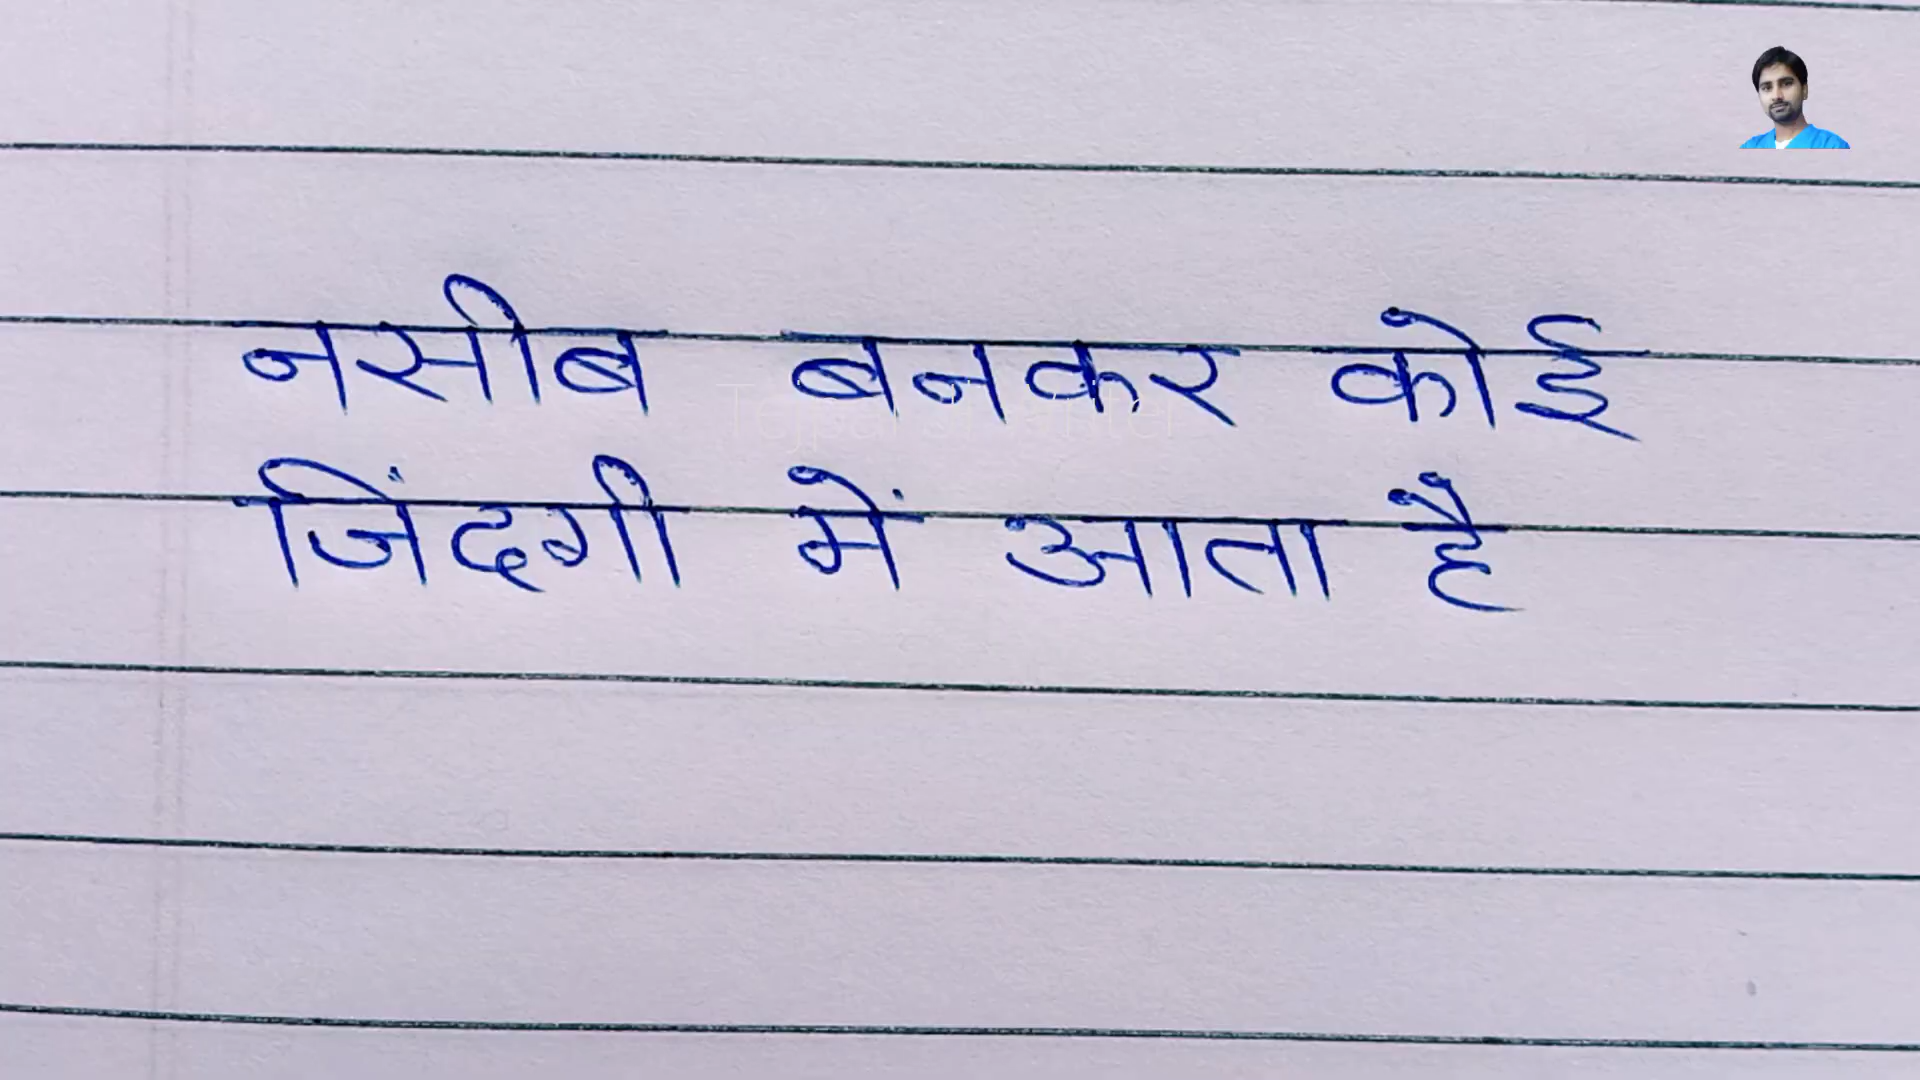 नसीब बनकर कोई
जिंदगी में आता है